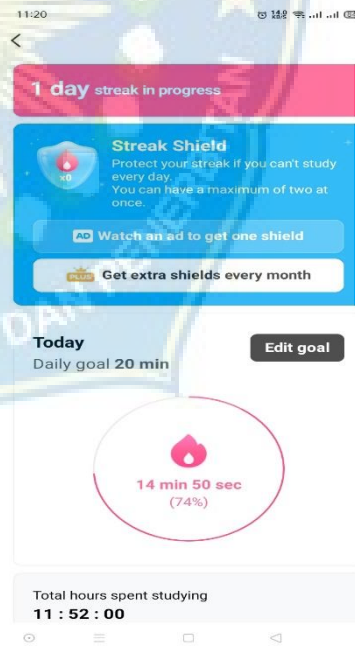 11:20
1 day streak in progress
Streak Shield
Protect your streak if you can't study
every day.
You can have a maximum of two at
once.
x0
AD Watch an ad to get one shield
PLUS Get extra shields every month
Today
Daily goal 20 min
Edit goal
14 min 50 sec
(74%)
Total hours spent studying
11 : 52 : 00
DAN